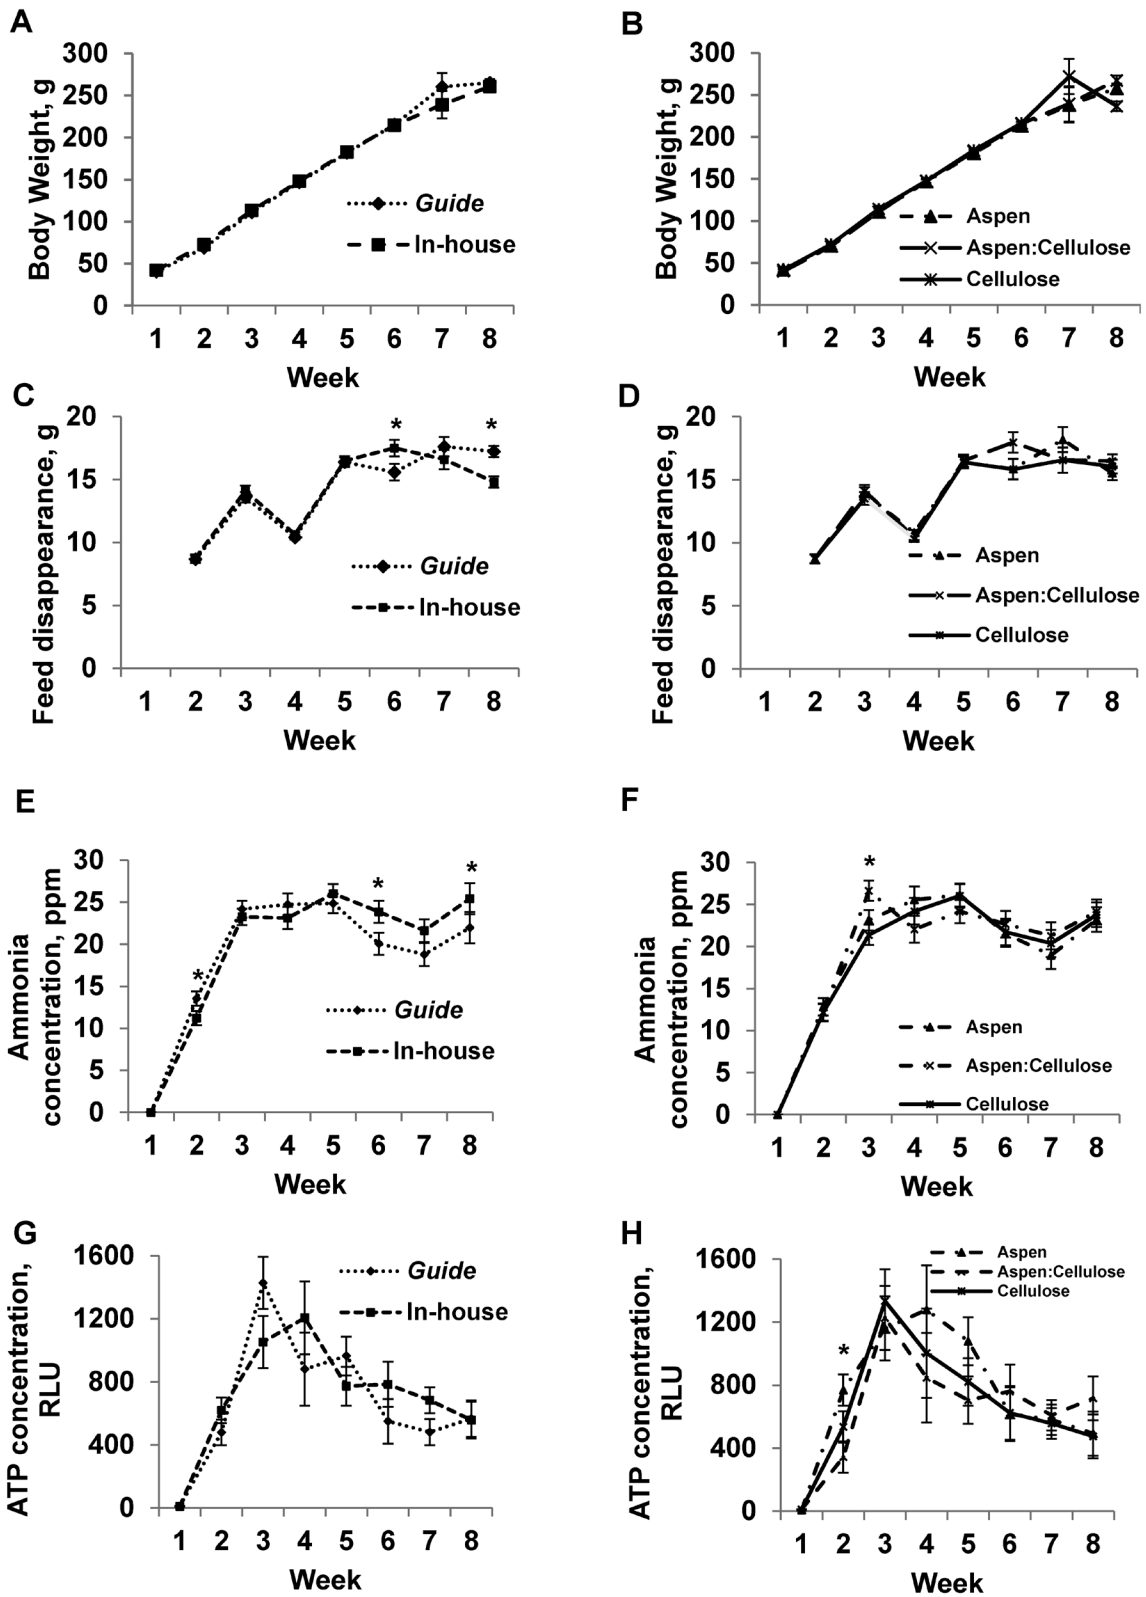 A
Body Weight, g
300
250
200
150
100
50
0
Guide
In-house
1 2 3 4 5 6 7 8
Week
B
Body Weight, g
300
250
200
150
100
50
0
Aspen
Aspen:Cellulose
Cellulose
1 2 3 4 5 6 7 8
Week
C
Feed disappearance, g
20
15
10
5
0
* *
Guide
In-house
1 2 3 4 5 6 7 8
Week
D
Feed disappearance, g
20
15
10
5
0
Aspen
Aspen:Cellulose
Cellulose
1 2 3 4 5 6 7 8
Week
E
Ammonia
concentration, ppm
30
25
20
15
10
5
0
* * *
Guide
In-house
1 2 3 4 5 6 7 8
Week
F
Ammonia
concentration, ppm
30
25
20
15
10
5
0
*
Aspen
Aspen:Cellulose
Cellulose
1 2 3 4 5 6 7 8
Week
G
ATP concentration,
RLU
1600
1200
800
400
0
Guide
In-house
1 2 3 4 5 6 7 8
Week
H
ATP concentration,
RLU
1600
1200
800
400
0
*
Aspen
Aspen:Cellulose
Cellulose
1 2 3 4 5 6 7 8
Week